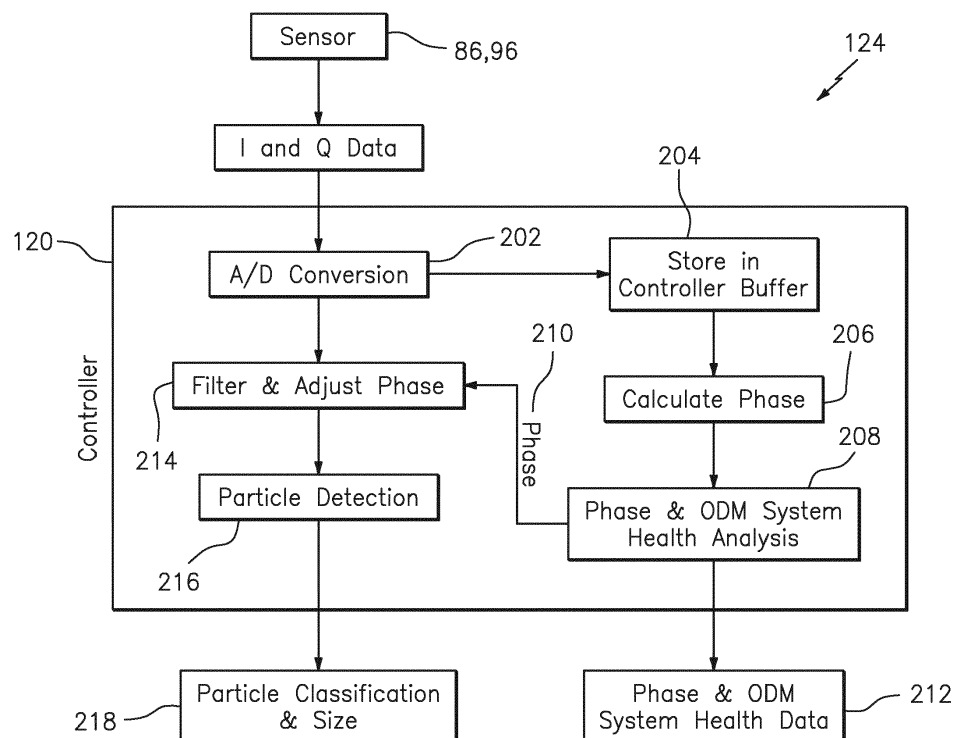 Sensor
86,96
124
I and Q Data
204
120
202
A/D Conversion
Store in
Controller Buffer
210
206
Filter & Adjust Phase
Calculate Phase
Controller
Phase
214
208
Particle Detection
Phase & ODM System
Health Analysis
216
Particle Classification
& Size
218
Phase & ODM
System Health Data
212